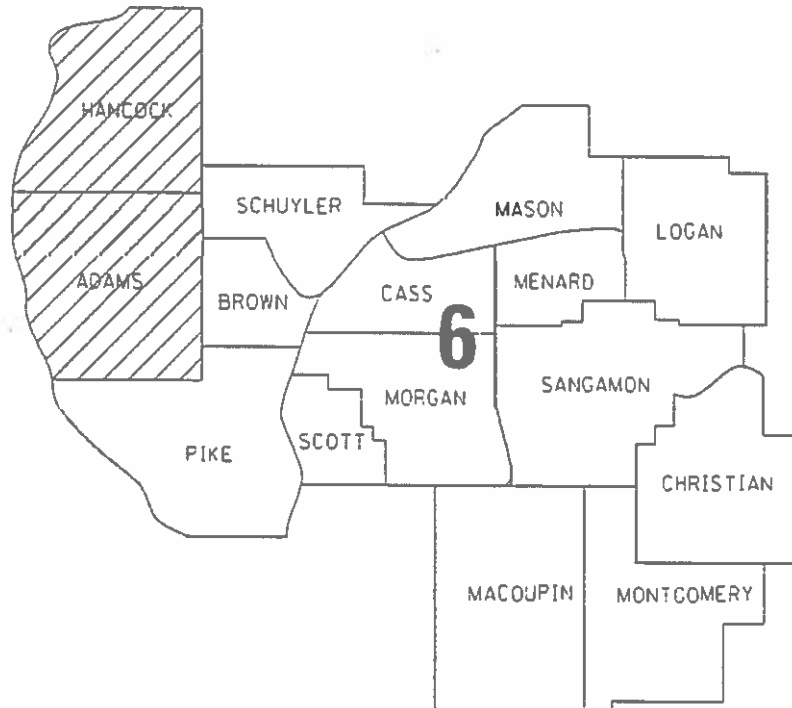 HANCOCK
SCHUYLER
MASON
LOGAN
ADAMS
BROWN
CASS
MENARD
6
MORGAN
SANGAMON
PIKE
SCOTT
CHRISTIAN
MACOUPIN
MONTGOMERY